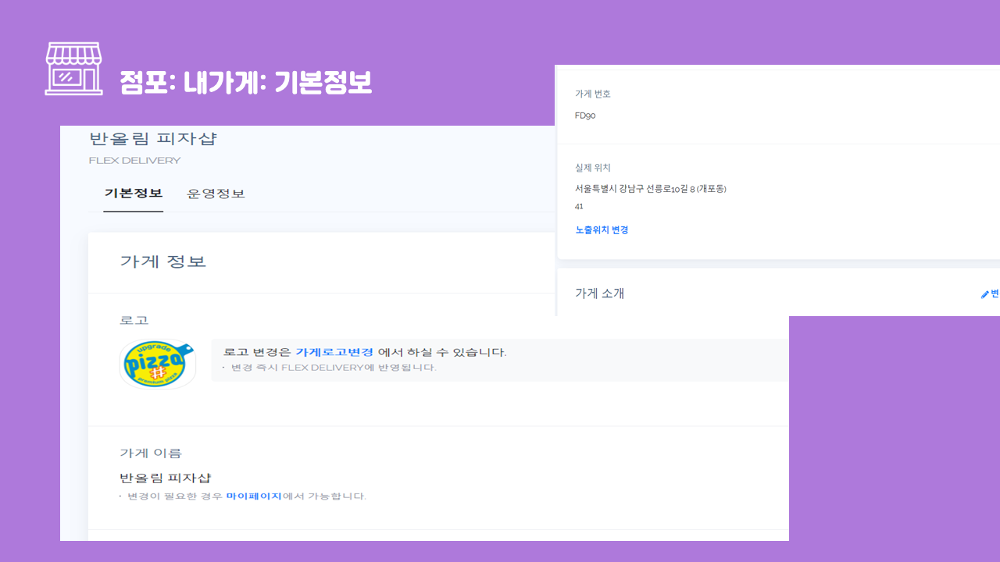 점포: 내가게: 기본정보
반올림 피자샵
FLEX DELIVERY
기본정보 운영정보
가게 정보
로고
upgrade
pizza
#
premium pizza
로고 변경은 가게로고변경 에서 하실 수 있습니다.
· 변경 즉시 FLEX DELIVERY에 반영됩니다.
가게 이름
반올림 피자샵
· 변경이 필요한 경우 마이페이지에서 가능합니다.
가게 번호
FD90
실제 위치
서울특별시 강남구 선릉로10길 8 (개포동)
41
노출위치 변경
가게 소개
변